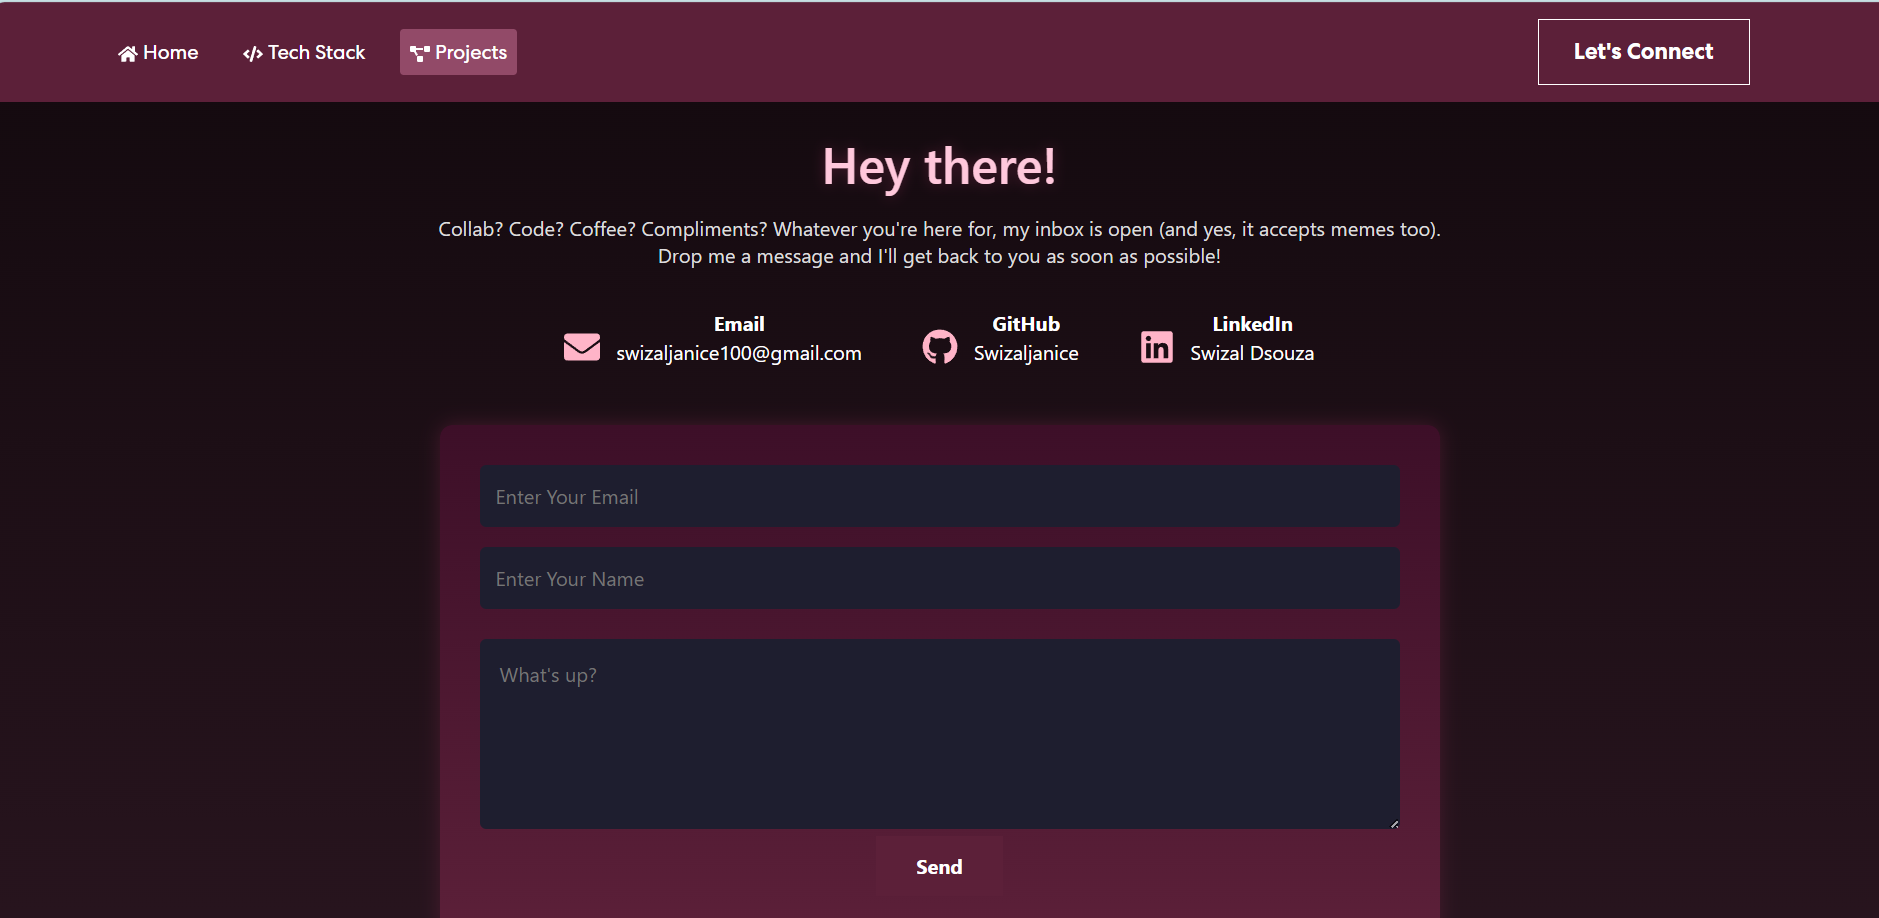 Home
Tech Stack
Projects
Let's Connect
Hey there!
Collab? Code? Coffee? Compliments? Whatever you're here for, my inbox is open (and yes, it accepts memes too).
Drop me a message and I'll get back to you as soon as possible!
Email
swizaljanice100@gmail.com
GitHub
Swizaljanice
LinkedIn
Swizal Dsouza
Enter Your Email
Enter Your Name
What's up?
Send